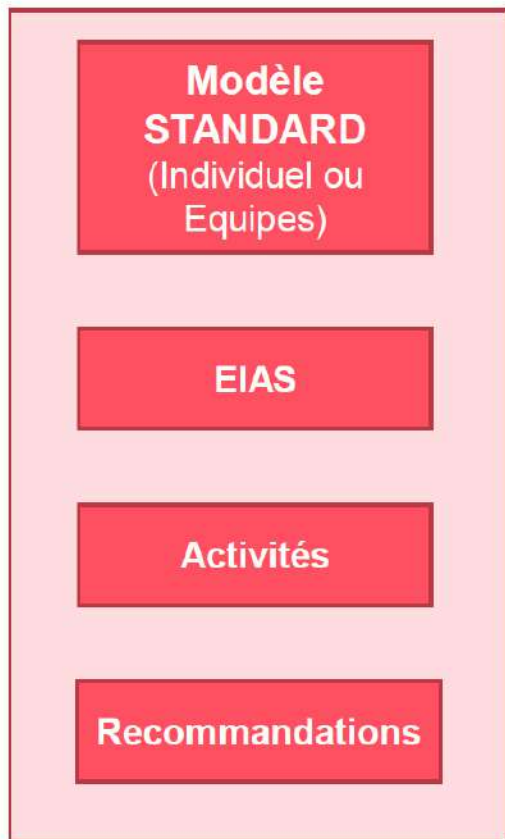 Modèle
STANDARD
(Individuel ou
Equipes)
EIAS
Activités
Recommandations